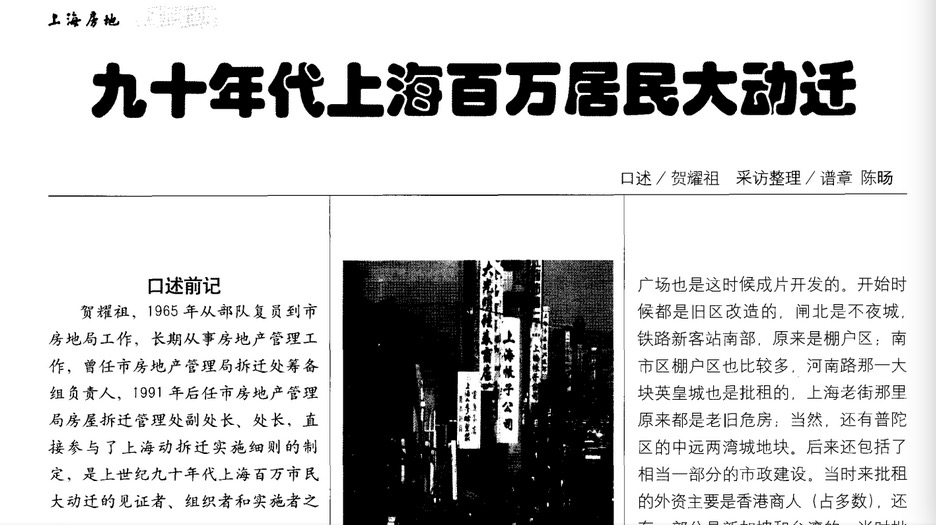 上海房地
九十年代上海百万居民大动迁
口述/贺耀祖 采访整理/谱章 陈旸
口述前记
贺耀祖，1965年从部队复员到市
房地局工作，长期从事房地产管理工
作，曾任市房地产管理局拆迁处筹备
组负责人，1991年后任市房地产管理
局房屋拆迁管理处副处长、处长，直
接参与了上海动拆迁实施细则的制
定，是上世纪九十年代上海百万市民
大动迁的见证者、组织者和实施者之
上海帐子公司
广场也是这时候成片开发的。开始时
候都是旧区改造的，闸北是不夜城，
铁路新客站南部，原来是棚户区；南
市区棚户区也比较多，河南路那一大
块英皇城也是批租的，上海老街那里
原来都是老旧危房；当然，还有普陀
区的中远两湾城地块。后来还包括了
相当一部分的市政建设。当时来批租
的外资主要是香港商人（占多数），还